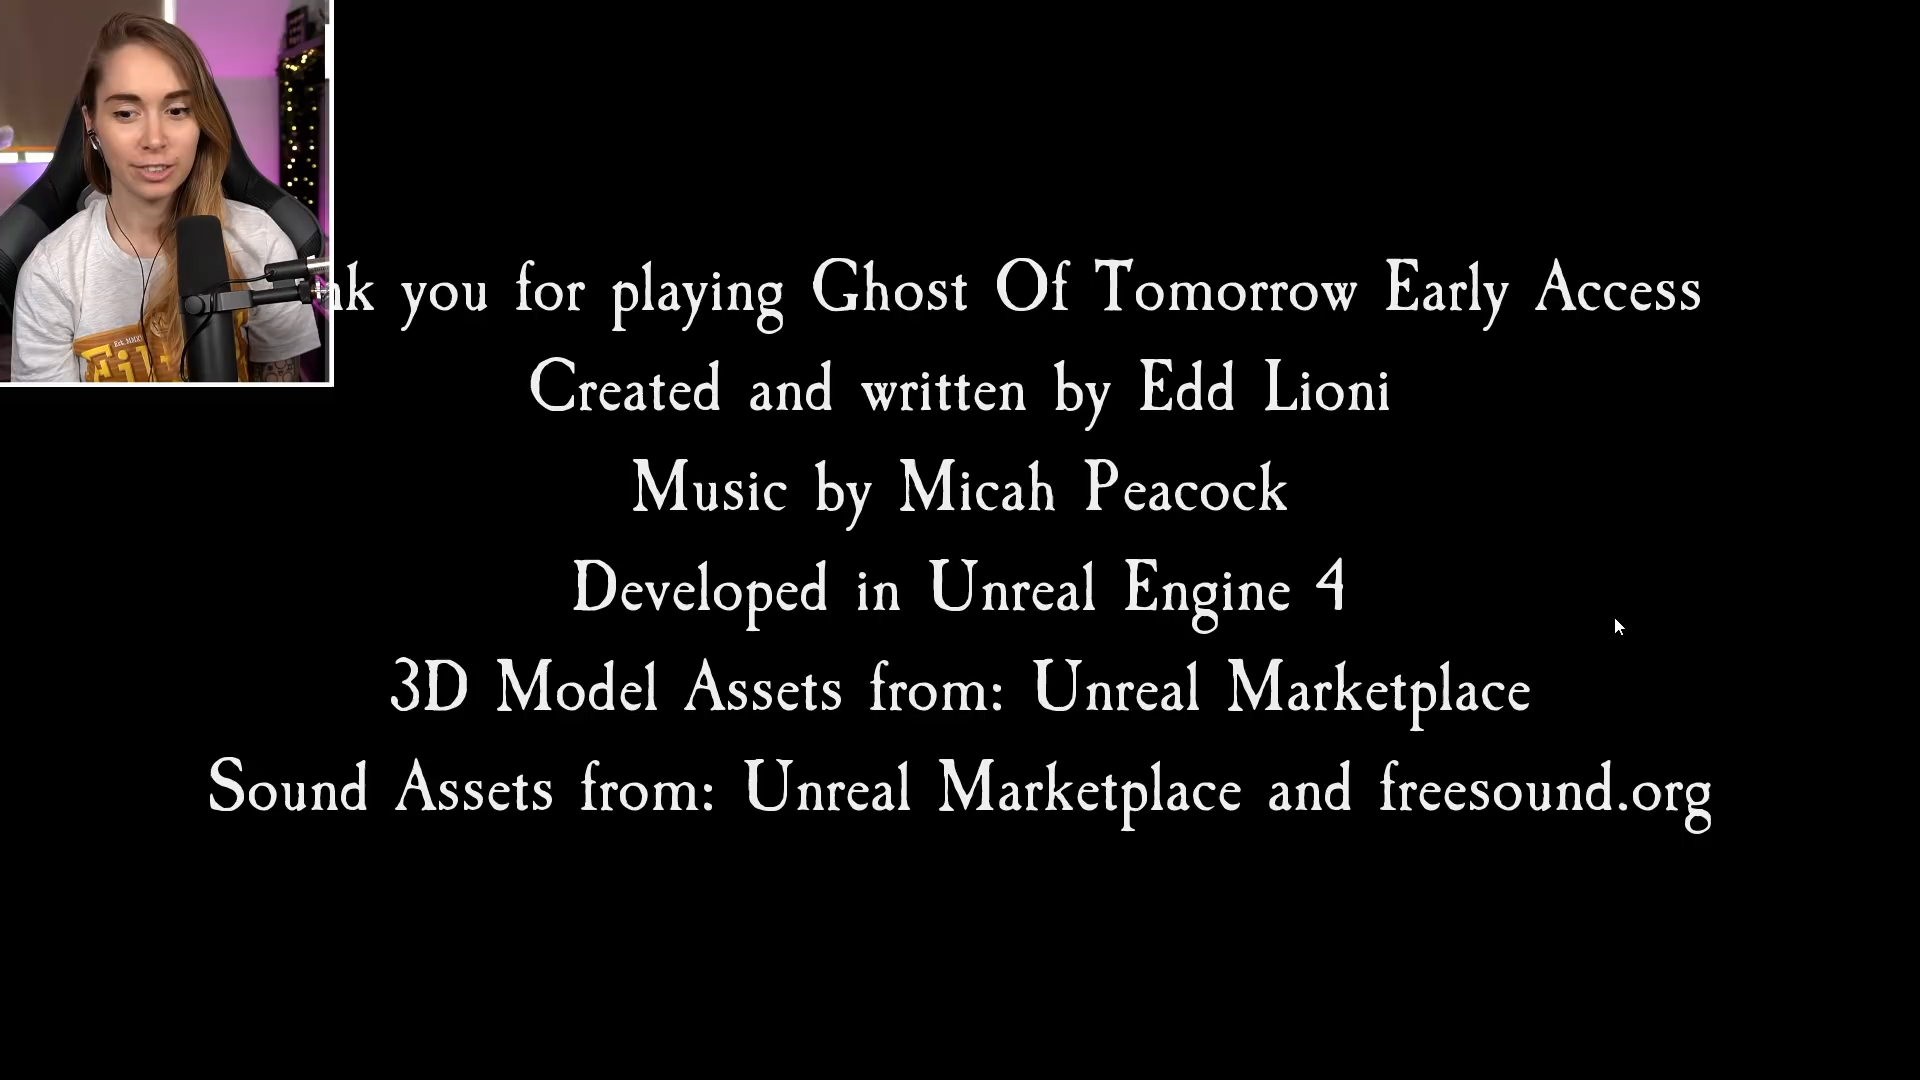 nk you for playing Ghost Of Tomorrow Early Access
Created and written by Edd Lioni
Music by Micah Peacock
Developed in Unreal Engine 4
3D Model Assets from: Unreal Marketplace
Sound Assets from: Unreal Marketplace and freesound.org